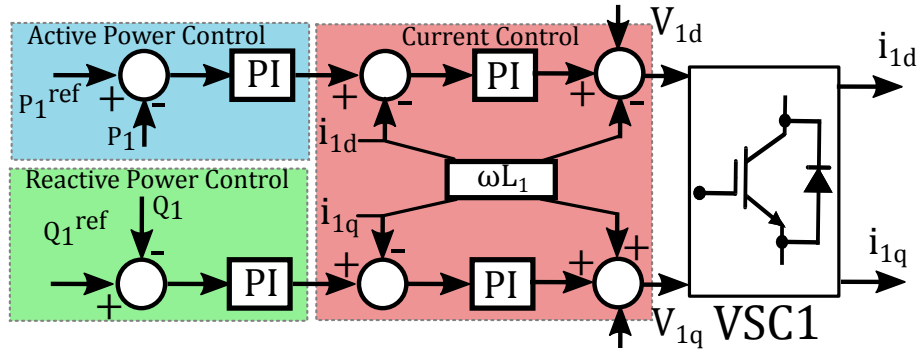 Active Power Control
P1ref
+
-
P1
PI
Current Control
+
-
i1d
PI
+
-
V1d
i1d
ωL1
Reactive Power Control
Q1ref
Q1
-
+
PI
i1q
-
+
PI
+
+
V1q
VSC1
i1q